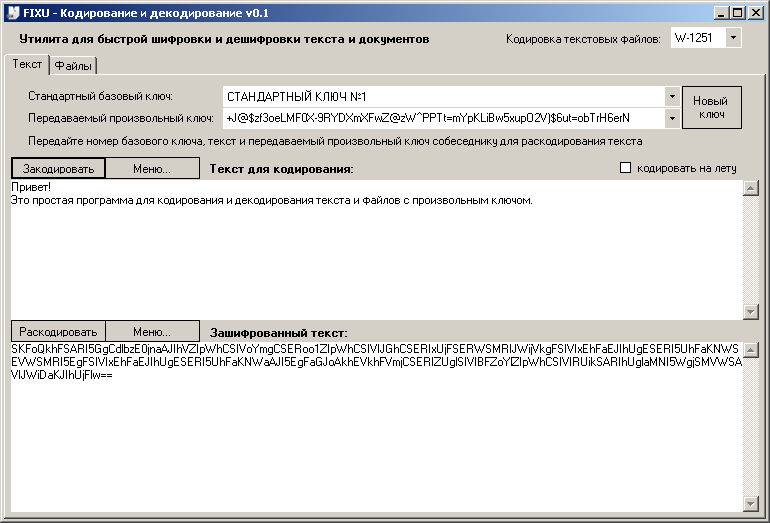 FIXU - Кодирование и декодирование v0.1
Утилита для быстрой шифровки и дешифровки текста и документов
Кодировка текстовых файлов: W-1251
Текст Файлы
Стандартный базовый ключ: СТАНДАРТНЫЙ КЛЮЧ №1
Передаваемый произвольный ключ: +J@$zf3oeLMF0X-9RYDXmXFwZ@zW^PPTt=mYpKLiBw5xupO2V)$6ut=obTrH6erN
Новый ключ
Передайте номер базового ключа, текст и передаваемый произвольный ключ собеседнику для раскодирования текста
Закодировать Меню... Текст для кодирования: кодировать на лету
Привет!
Это простая программа для кодирования и декодирования текста и файлов с произвольным ключом.
Раскодировать Меню... Зашифрованный текст: